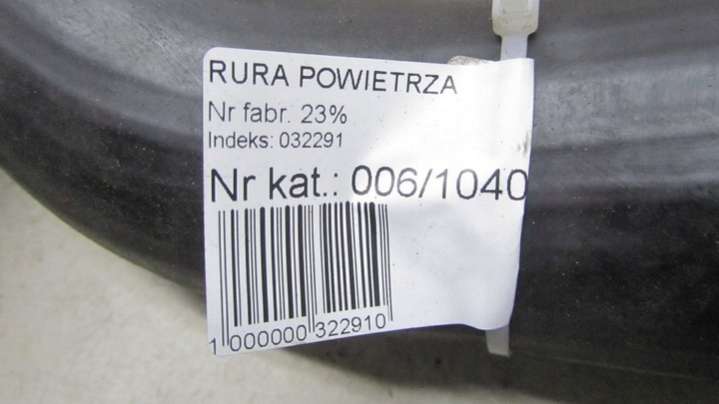 RURA POWIETRZA
Nr fabr. 23%
Indeks: 032291
Nr kat.: 006/1040
1 000000 322910